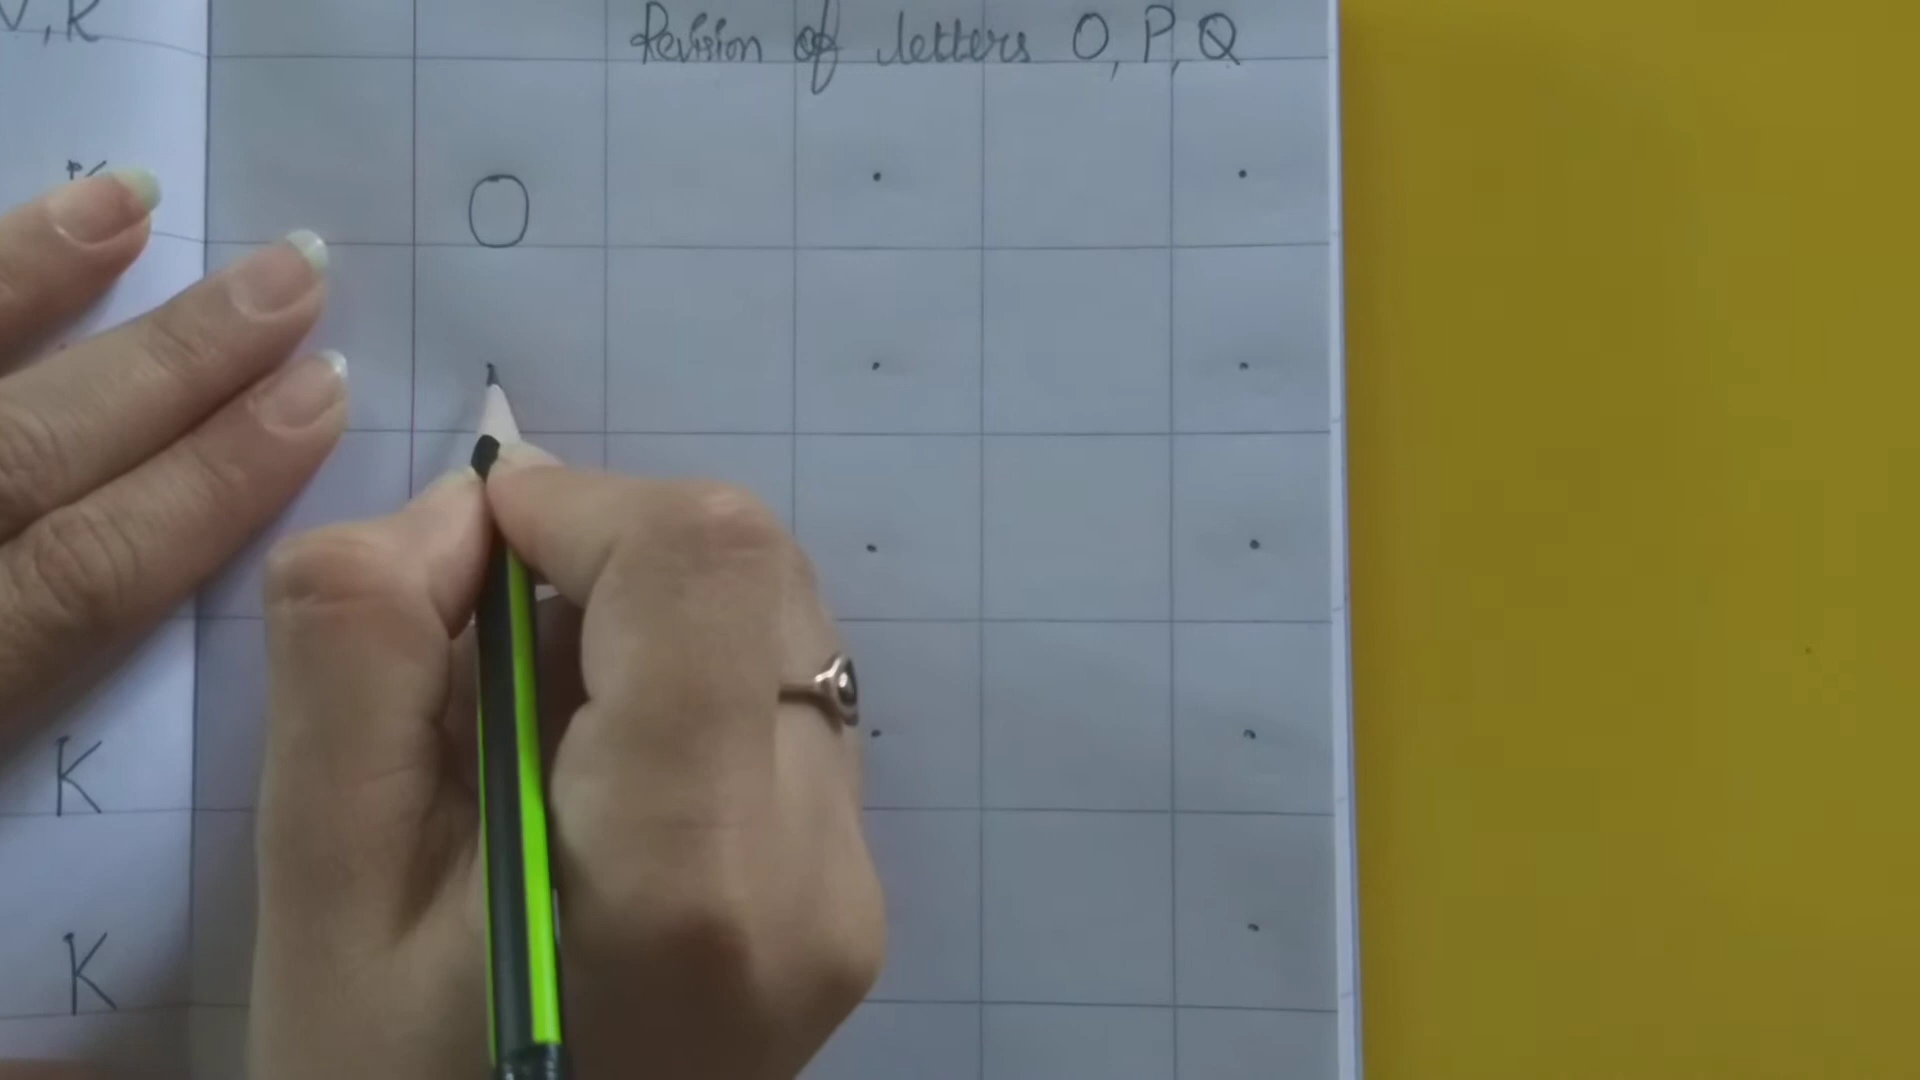 Revision of letters O, P, Q
O
K
K